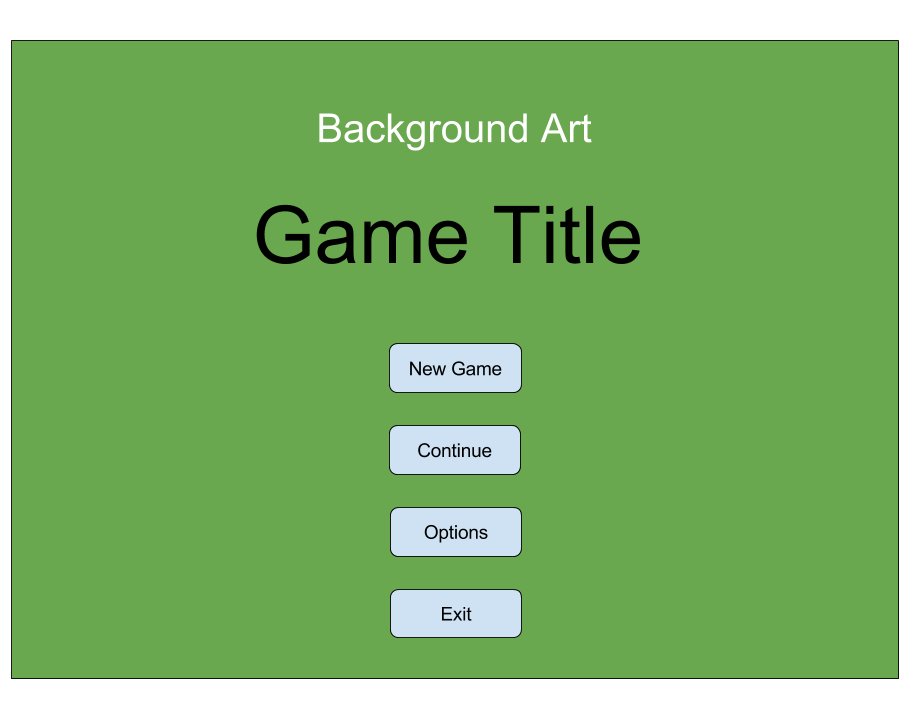 Background Art
Game Title
New Game
Continue
Options
Exit